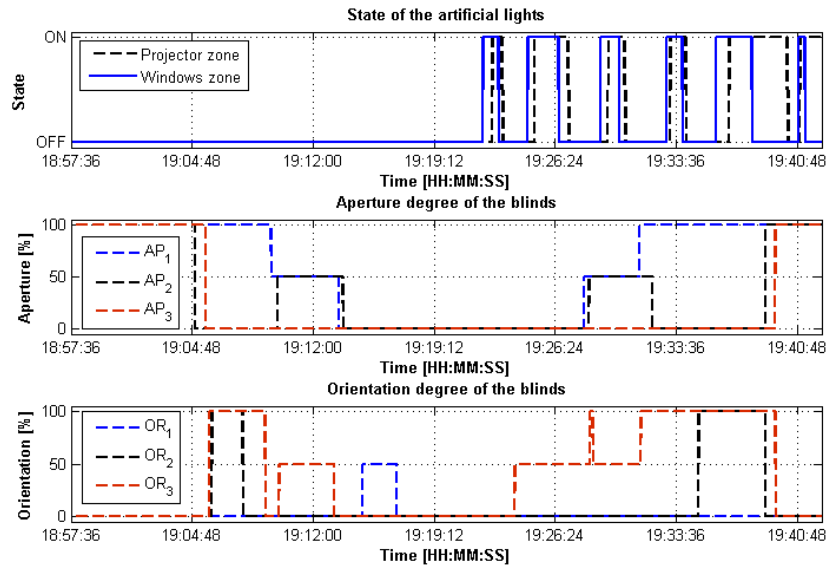 State of the artificial lights
State
ON
OFF
Projector zone
Windows zone
18:57:36 19:04:48 19:12:00 19:19:12 19:26:24 19:33:36 19:40:48
Time [HH:MM:SS]
Aperture degree of the blinds
Aperture [%]
100
50
0
AP1
AP2
AP3
18:57:36 19:04:48 19:12:00 19:19:12 19:26:24 19:33:36 19:40:48
Time [HH:MM:SS]
Orientation degree of the blinds
Orientation [%]
100
50
0
OR1
OR2
OR3
18:57:36 19:04:48 19:12:00 19:19:12 19:26:24 19:33:36 19:40:48
Time [HH:MM:SS]